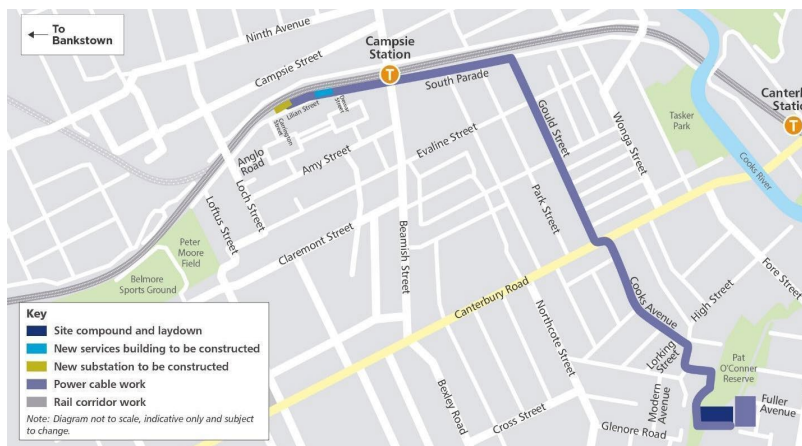 To
Bankstown
Ninth Avenue
Campsie Street
Campsie
Station
T
South Parade
Lilian Street
Dewar
Street
Carrington
Street
Anglo
Road
Amy Street
Evaline Street
Gould Street
Wonga Street
Tasker
Park
Cooks River
Canterb
Station
T
Loch Street
Loftus Street
Claremont Street
Beamish Street
Park Street
Peter
Moore
Field
Belmore
Sports Ground
Canterbury Road
Cooks Avenue
High Street
Fore Street
Northcote Street
Bexley Road
Cross Street
Lorking
Street
Modern
Avenue
Glenore Road
Pat
O'Conner
Reserve
Fuller
Avenue
Key
Site compound and laydown
New services building to be constructed
New substation to be constructed
Power cable work
Rail corridor work
Note: Diagram not to scale, indicative only and subject
to change.